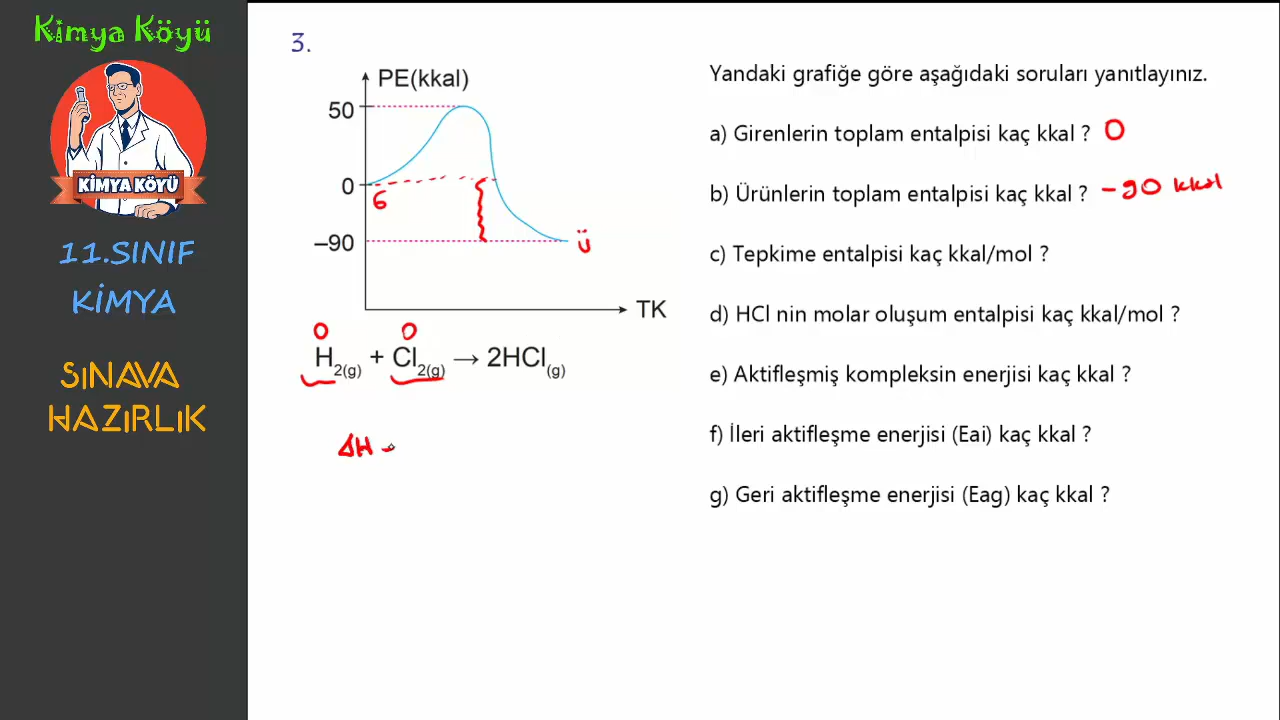 Kimya Köyü
KİMYA KÖYÜ
11.SINIF
KİMYA
SINAVA
HAZIRLIK
3.
PE(kkal)
50
0
-90
G
Ü
TK
0 0
H2(g) + Cl2(g) → 2HCl(g)
ΔH =
Yandaki grafiğe göre aşağıdaki soruları yanıtlayınız.
a) Girenlerin toplam entalpisi kaç kkal ? 0
b) Ürünlerin toplam entalpisi kaç kkal ? -90 kkal
c) Tepkime entalpisi kaç kkal/mol ?
d) HCl nin molar oluşum entalpisi kaç kkal/mol ?
e) Aktifleşmiş kompleksin enerjisi kaç kkal ?
f) İleri aktifleşme enerjisi (Eai) kaç kkal ?
g) Geri aktifleşme enerjisi (Eag) kaç kkal ?